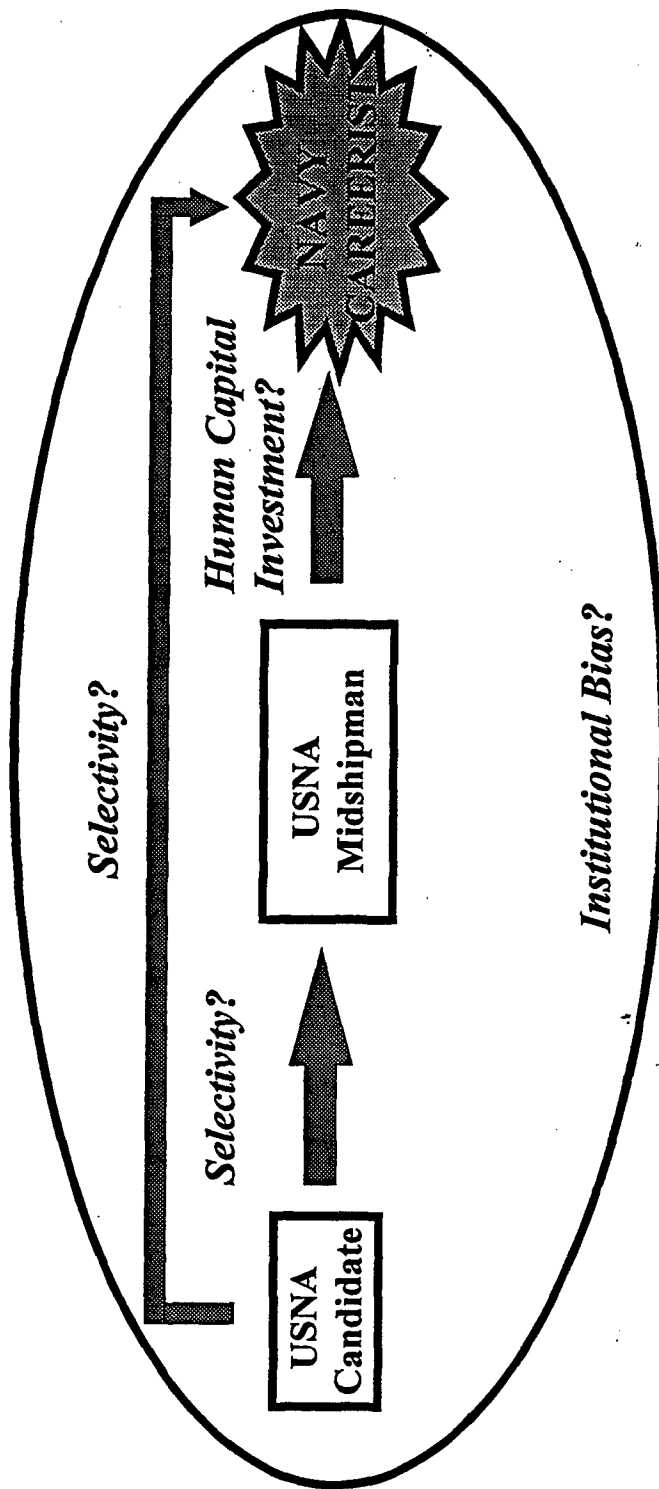 Selectivity?
Selectivity?
Human Capital
Investment?
USNA
Candidate
USNA
Midshipman
NAVY
CAREERIST
Institutional Bias?